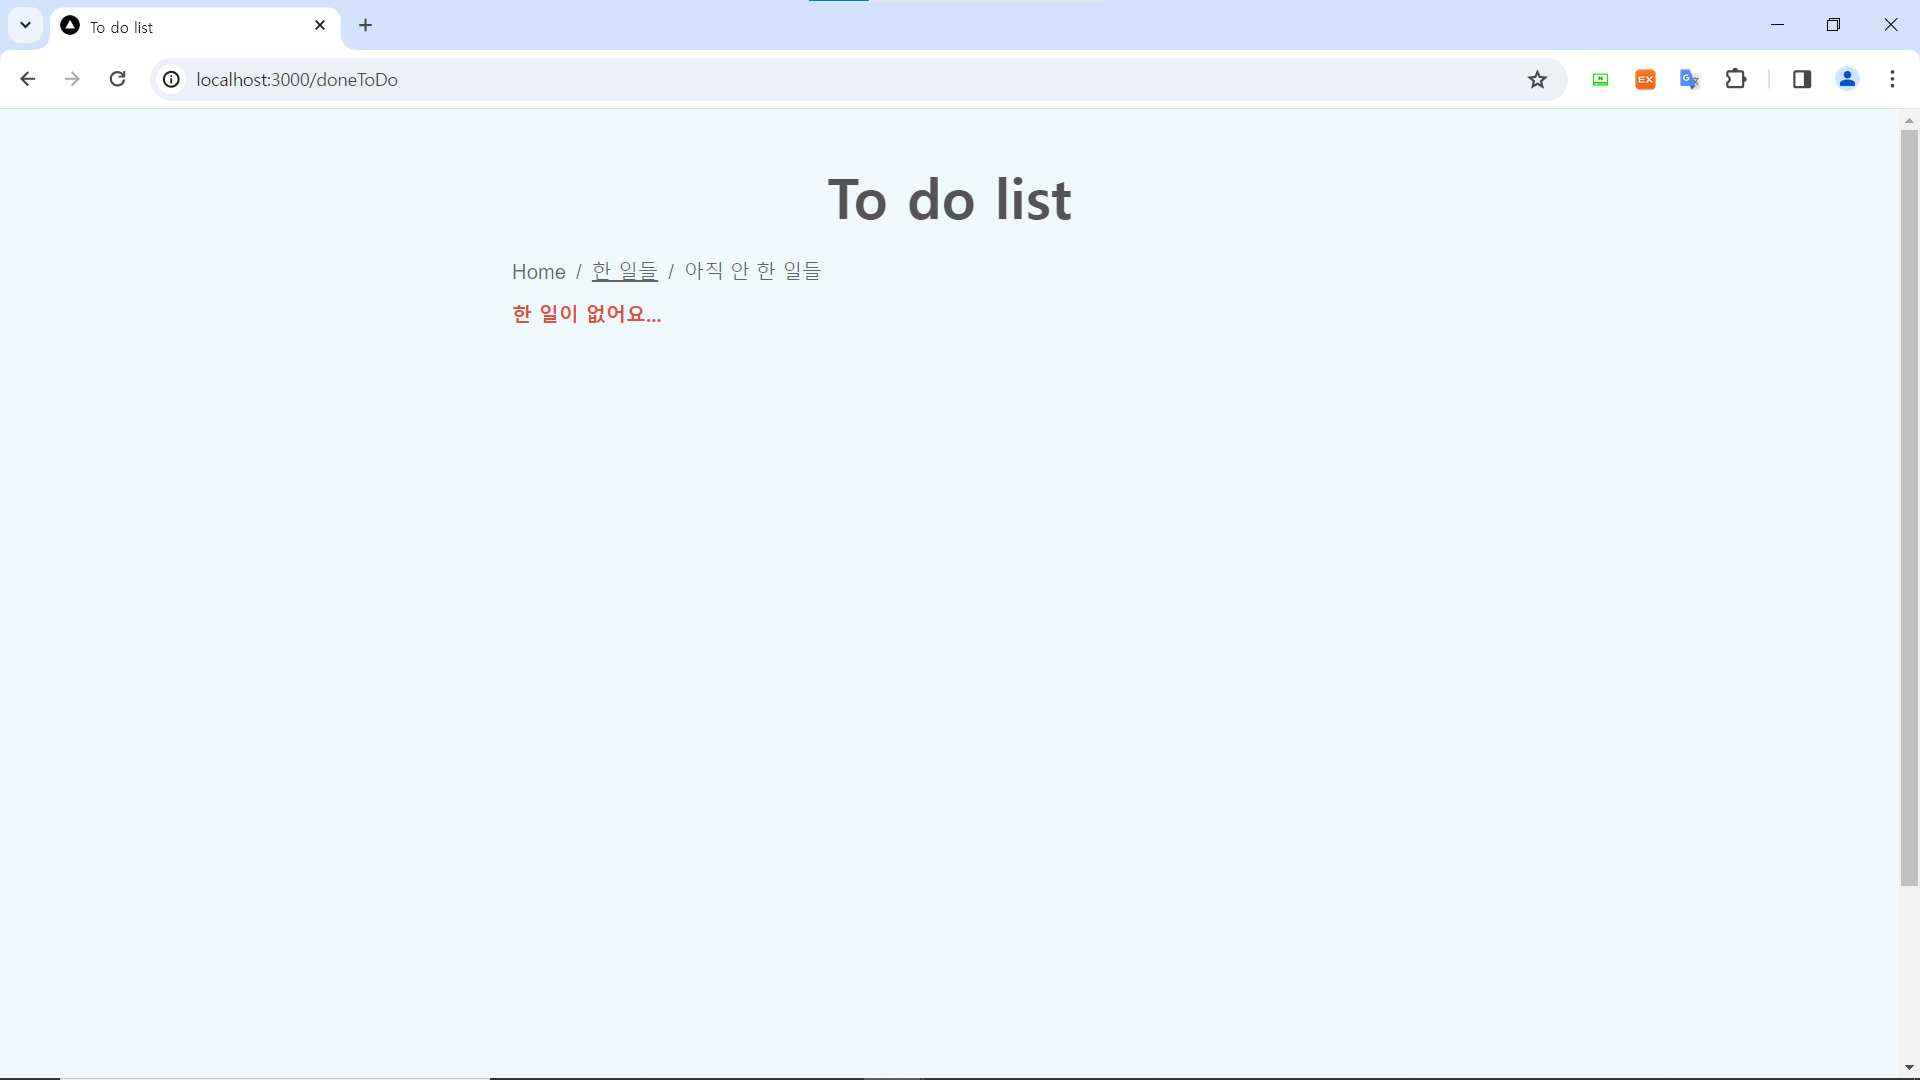 To do list
localhost:3000/doneToDo
EX
To do list
Home / 한 일들 / 아직 안 한 일들
한 일이 없어요...